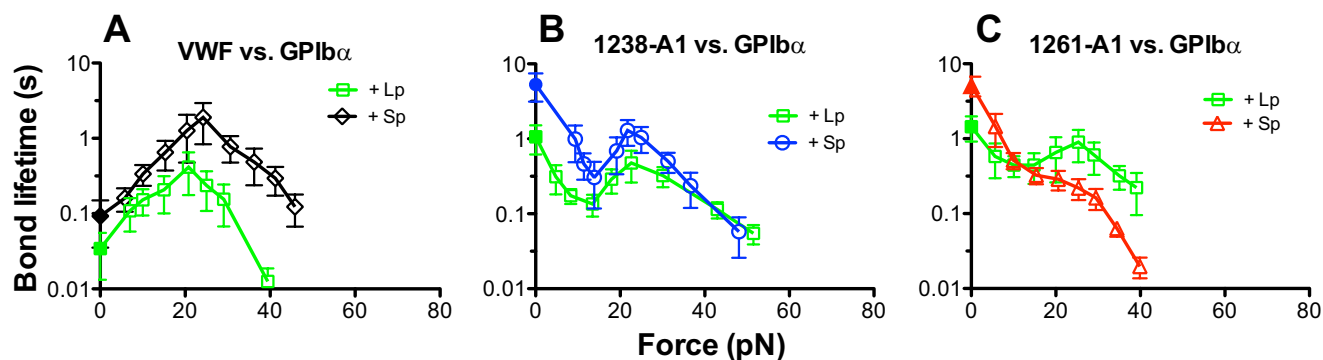 A
VWF vs. GPIbα
+ Lp
+ Sp
Bond lifetime (s)
10
1
0.1
0.01
0
20
40
60
80
B
1238-A1 vs. GPIbα
+ Lp
+ Sp
10
1
0.1
0.01
0
20
40
60
80
Force (pN)
C
1261-A1 vs. GPIbα
+ Lp
+ Sp
10
1
0.1
0.01
0
20
40
60
80